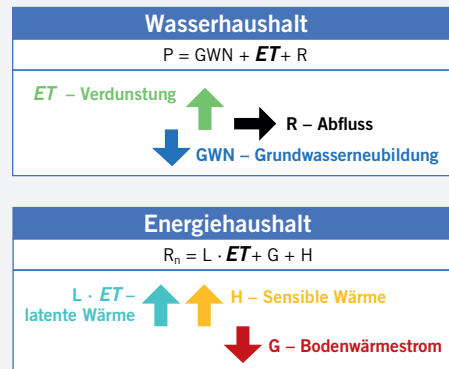 Wasserhaushalt
P = GWN + ET + R
ET – Verdunstung
R – Abfluss
GWN – Grundwasserneubildung
Energiehaushalt
Rn = L · ET + G + H
L · ET –
latente Wärme
H – Sensible Wärme
G – Bodenwärmestrom